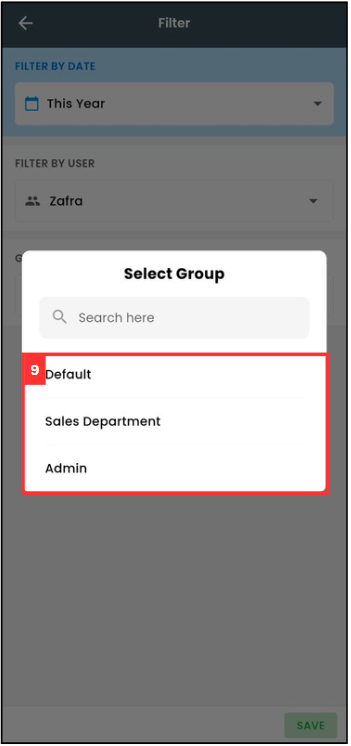 Filter
FILTER BY DATE
This Year
FILTER BY USER
Zafra
G
Select Group
Search here
9
Default
Sales Department
Admin
SAVE